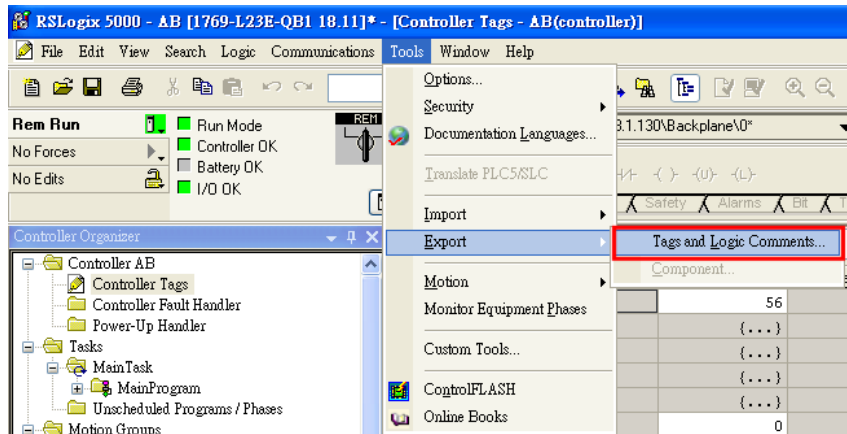 RSLogix 5000 - AB [1769-L23E-QB1 18.11]* - [Controller Tags - AB(controller)]
File Edit View Search Logic Communications Tools Window Help
Rem Run
No Forces
No Edits
Run Mode
Controller OK
Battery OK
I/O OK
REM
Options...
Security
Documentation Languages...
Translate PLC5/SLC
Import
Export
Motion
Monitor Equipment Phases
Custom Tools...
ControlFLASH
Online Books
.1.130\Backplane\0*
Safety Alarms Bit
Tags and Logic Comments...
Component...
56
{...}
{...}
{...}
{...}
0
Controller Organizer
Controller AB
Controller Tags
Controller Fault Handler
Power-Up Handler
Tasks
MainTask
MainProgram
Unscheduled Programs / Phases
Motion Groups